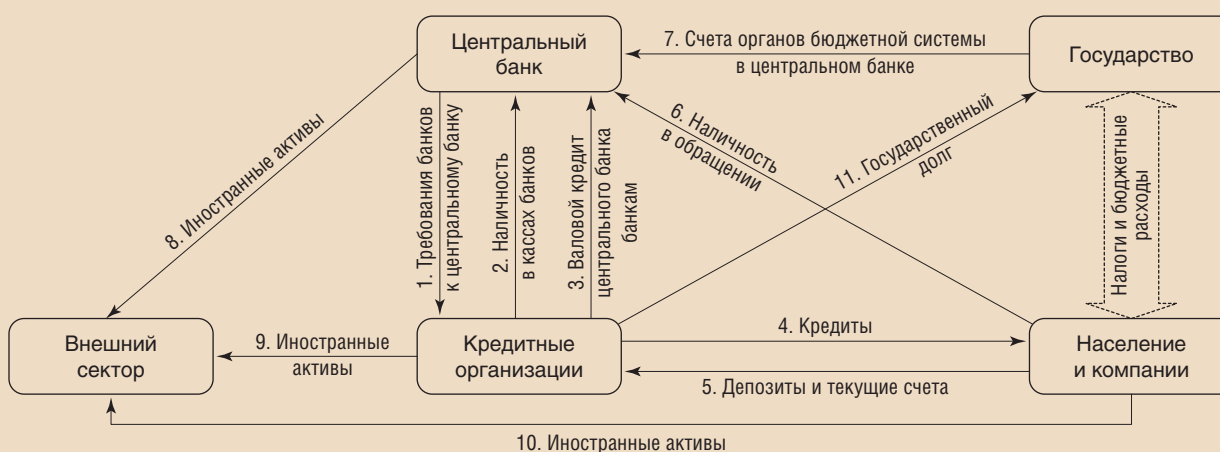 Центральный
банк
7. Счета органов бюджетной системы
в центральном банке
Государство
8. Иностранные активы
1. Требования банков
к центральному банку
2. Наличность
в кассах банков
3. Валовой кредит
центрального банка
банкам
6. Наличность
в обращении
11. Государственный
долг
Налоги и бюджетные
расходы
Внешний
сектор
9. Иностранные
активы
Кредитные
организации
4. Кредиты
5. Депозиты и текущие счета
Население
и компании
10. Иностранные активы